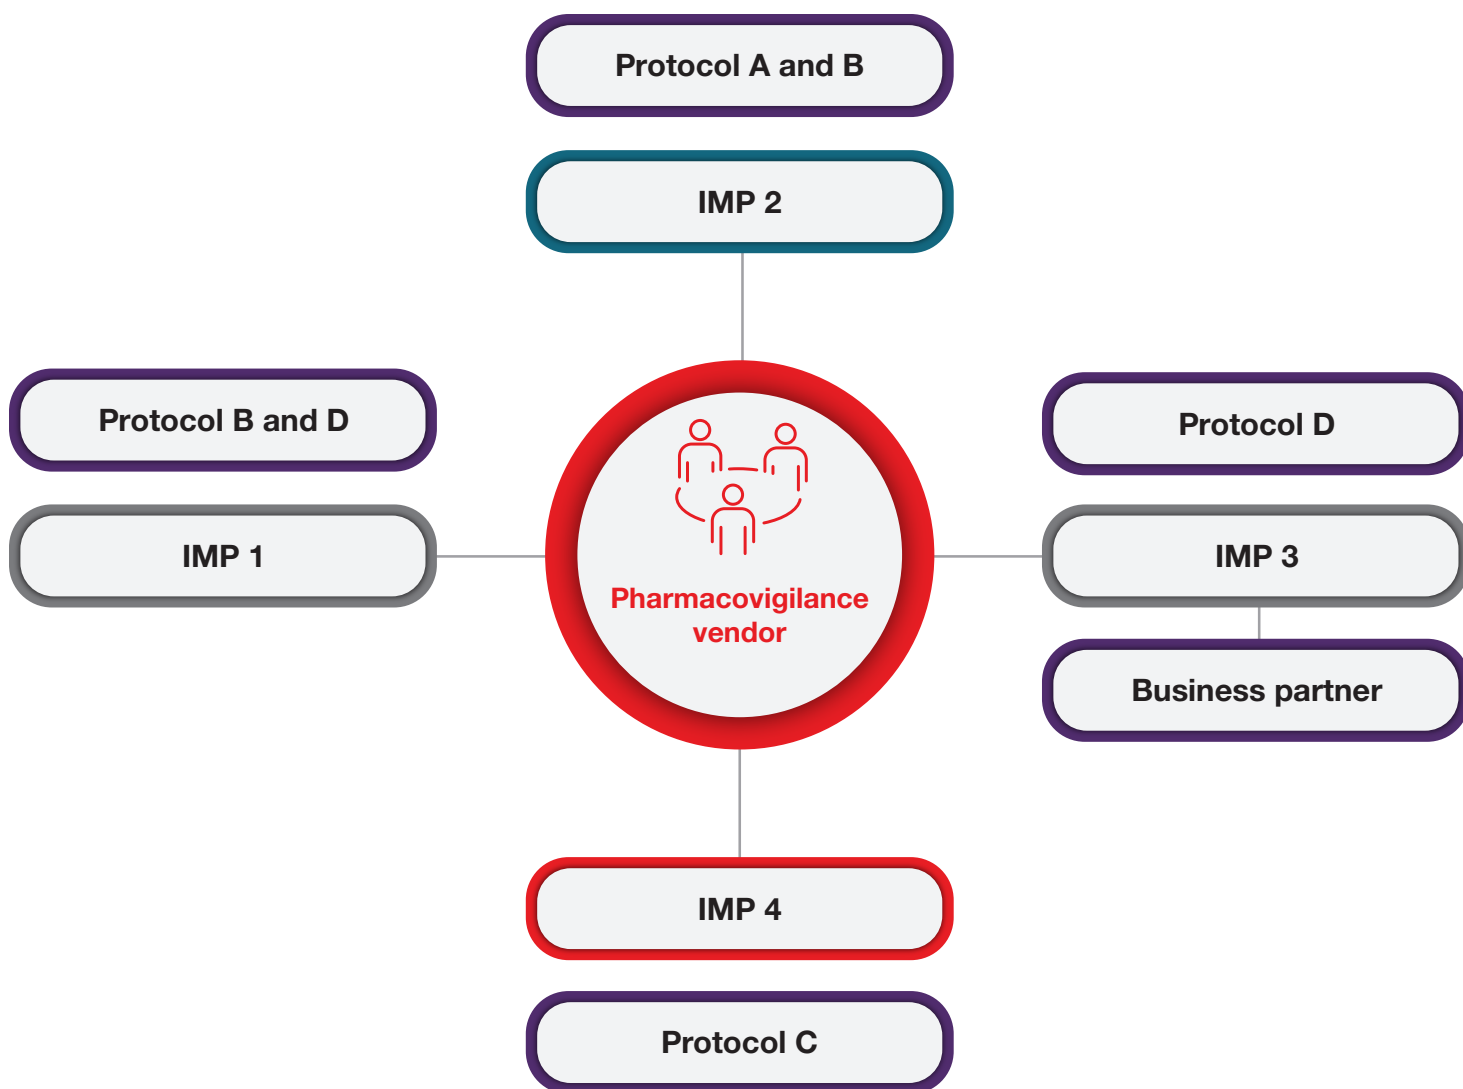 Protocol A and B
IMP 2
Protocol B and D
IMP 1
Pharmacovigilance
vendor
Protocol D
IMP 3
Business partner
IMP 4
Protocol C